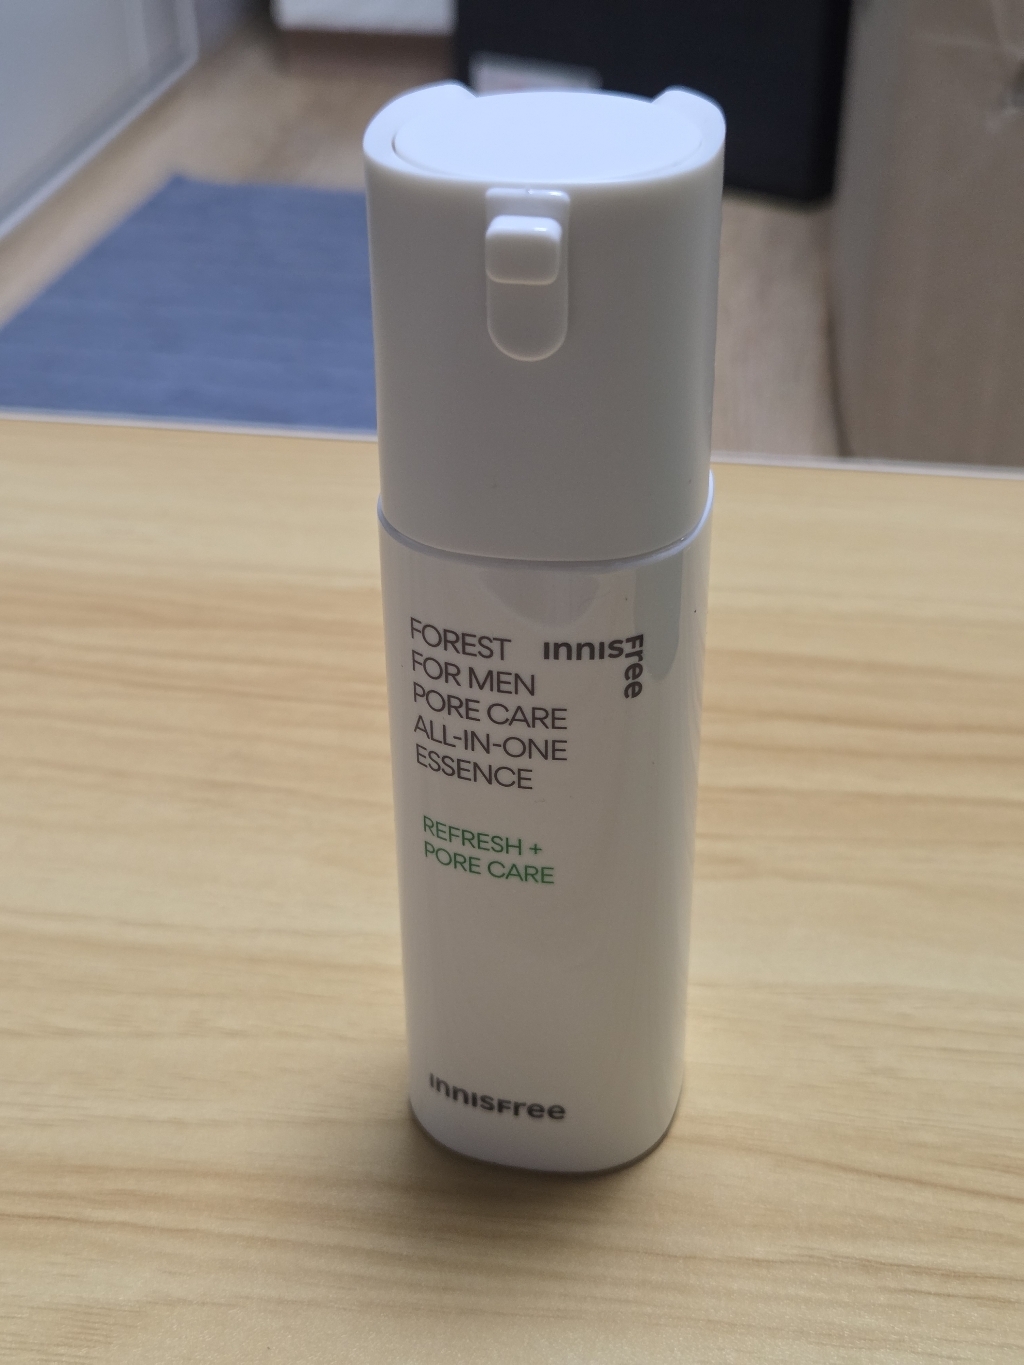 FOREST
FOR MEN
PORE CARE
ALL-IN-ONE
ESSENCE
innisFree
REFRESH +
PORE CARE
innisFree